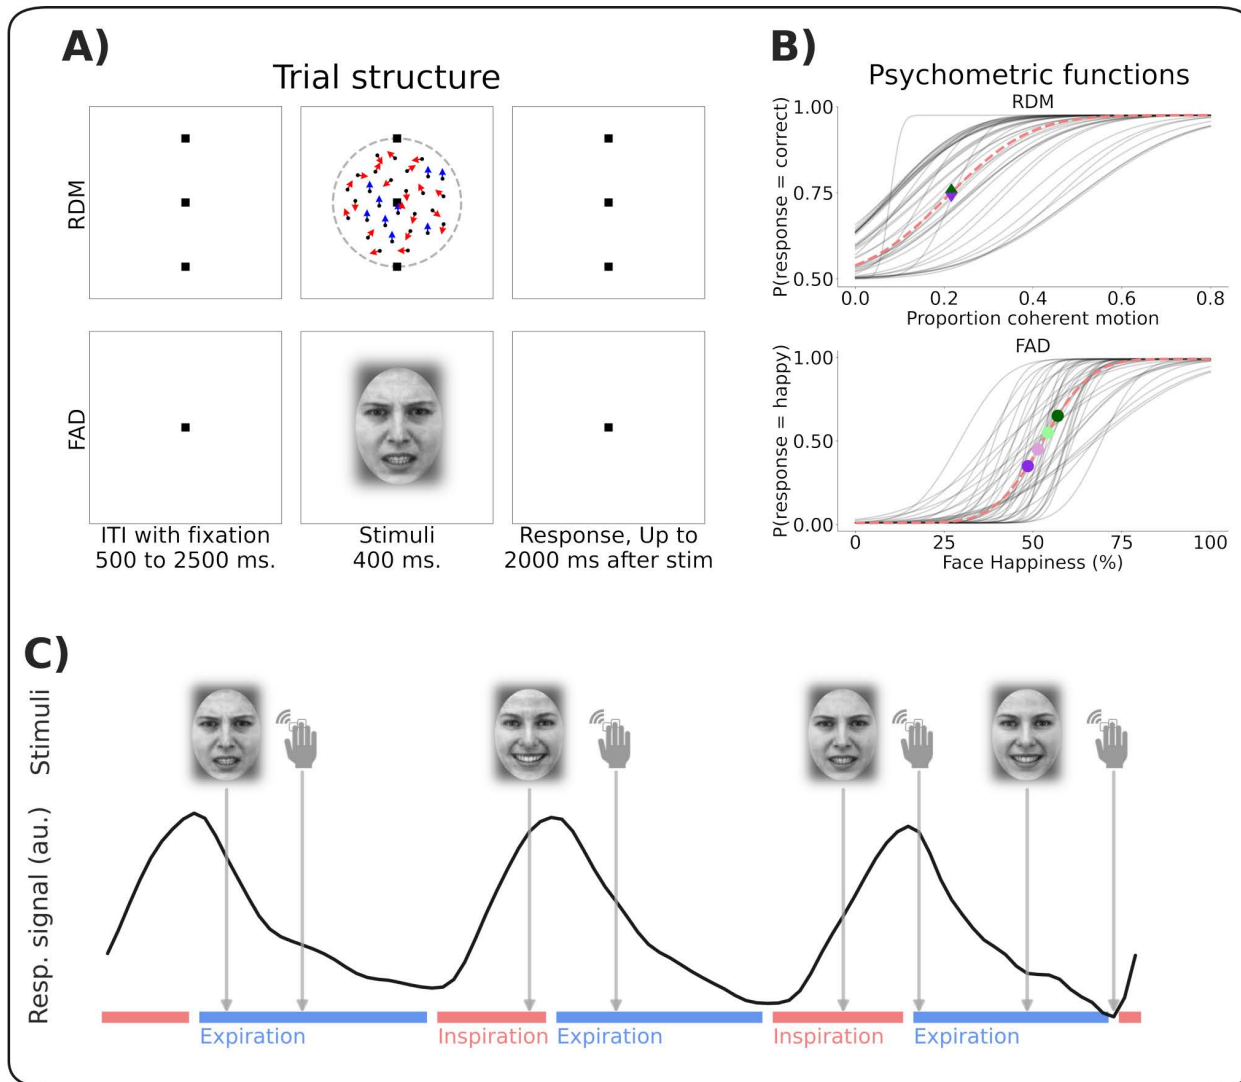 A)
Trial structure
RDM
FAD
ITI with fixation
500 to 2500 ms.
Stimuli
400 ms.
Response, Up to
2000 ms after stim
B)
Psychometric functions
RDM
P(response = correct)
1.00
0.75
0.50
0.0 0.2 0.4 0.6 0.8
Proportion coherent motion
FAD
P(response = happy)
1.00
0.50
0.00
0 25 50 75 100
Face Happiness (%)
C)
Stimuli
Resp. signal (au.)
Expiration Inspiration Expiration Inspiration Expiration